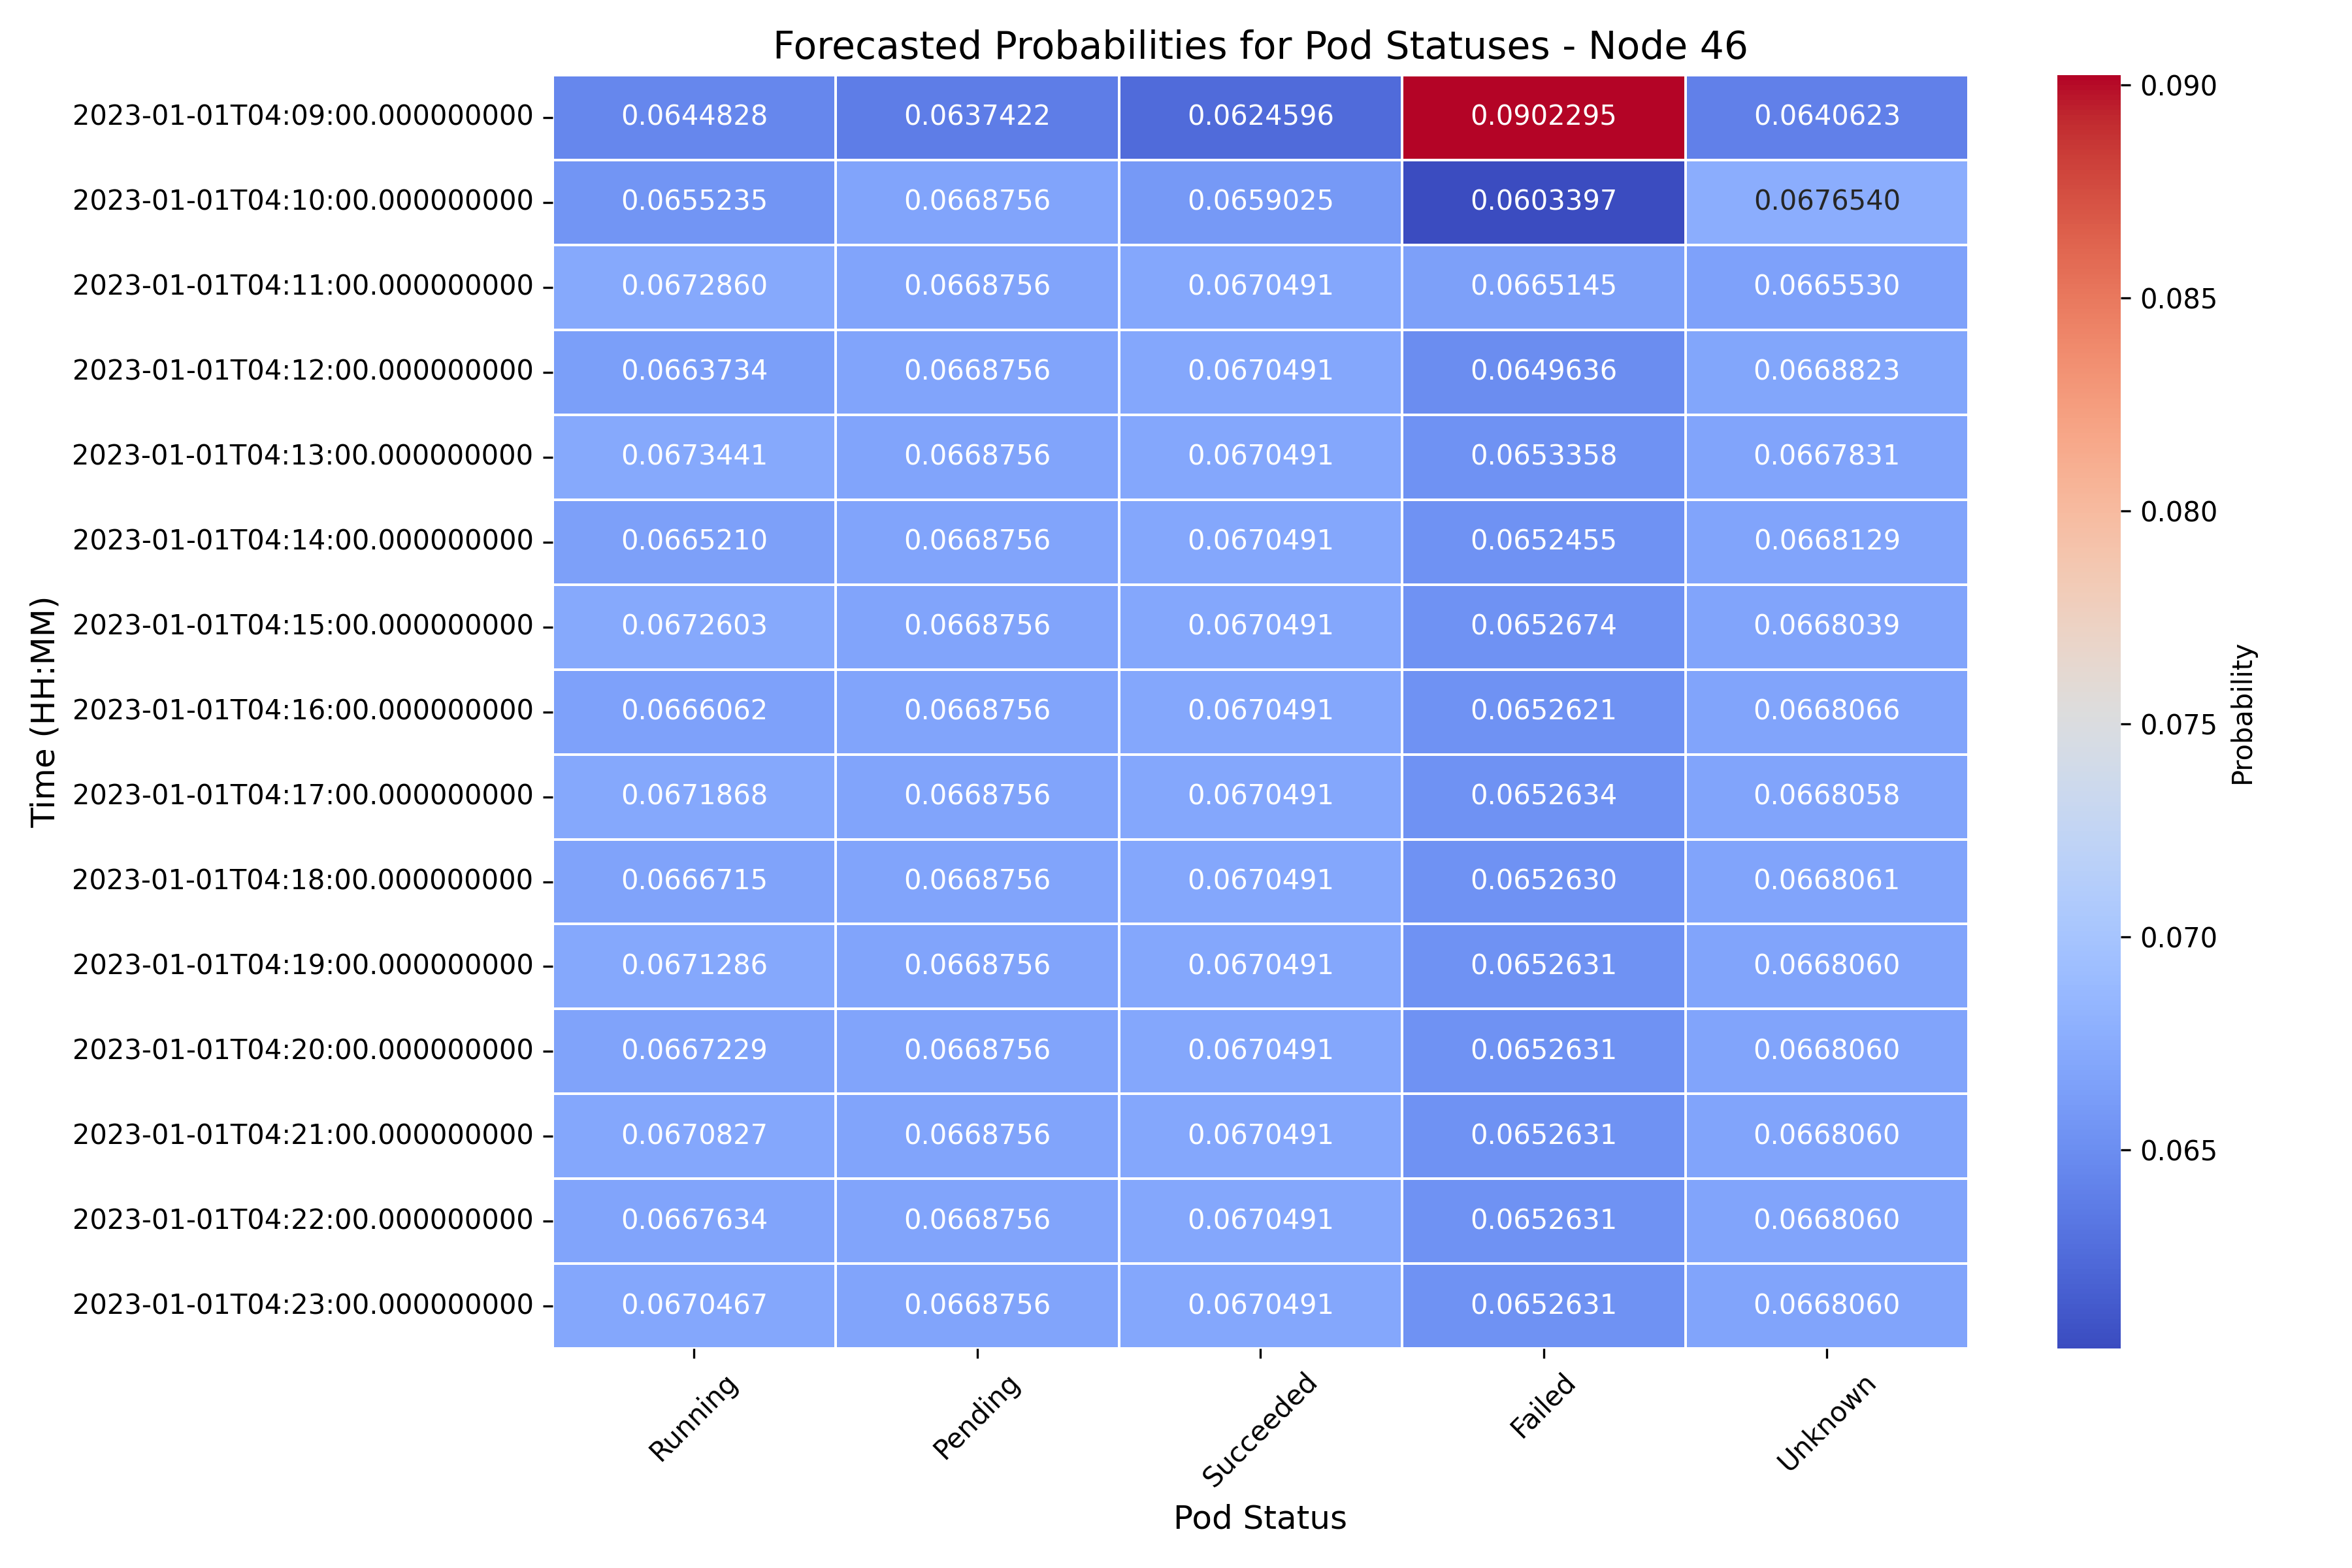 Forecasted Probabilities for Pod Statuses - Node 46
2023-01-01T04:09:00.000000000 0.0644828 0.0637422 0.0624596 0.0902295 0.0640623
2023-01-01T04:10:00.000000000 0.0655235 0.0668756 0.0659025 0.0603397 0.0676540
2023-01-01T04:11:00.000000000 0.0672860 0.0668756 0.0670491 0.0665145 0.0665530
2023-01-01T04:12:00.000000000 0.0663734 0.0668756 0.0670491 0.0649636 0.0668823
2023-01-01T04:13:00.000000000 0.0673441 0.0668756 0.0670491 0.0653358 0.0667831
2023-01-01T04:14:00.000000000 0.0665210 0.0668756 0.0670491 0.0652455 0.0668129
2023-01-01T04:15:00.000000000 0.0672603 0.0668756 0.0670491 0.0652674 0.0668039
2023-01-01T04:16:00.000000000 0.0666062 0.0668756 0.0670491 0.0652621 0.0668066
2023-01-01T04:17:00.000000000 0.0671868 0.0668756 0.0670491 0.0652634 0.0668058
2023-01-01T04:18:00.000000000 0.0666715 0.0668756 0.0670491 0.0652630 0.0668061
2023-01-01T04:19:00.000000000 0.0671286 0.0668756 0.0670491 0.0652631 0.0668060
2023-01-01T04:20:00.000000000 0.0667229 0.0668756 0.0670491 0.0652631 0.0668060
2023-01-01T04:21:00.000000000 0.0670827 0.0668756 0.0670491 0.0652631 0.0668060
2023-01-01T04:22:00.000000000 0.0667634 0.0668756 0.0670491 0.0652631 0.0668060
2023-01-01T04:23:00.000000000 0.0670467 0.0668756 0.0670491 0.0652631 0.0668060
Running Pending Succeeded Failed Unknown
Pod Status
Time (HH:MM)
0.090
0.085
0.080
0.075
0.070
0.065
Probability